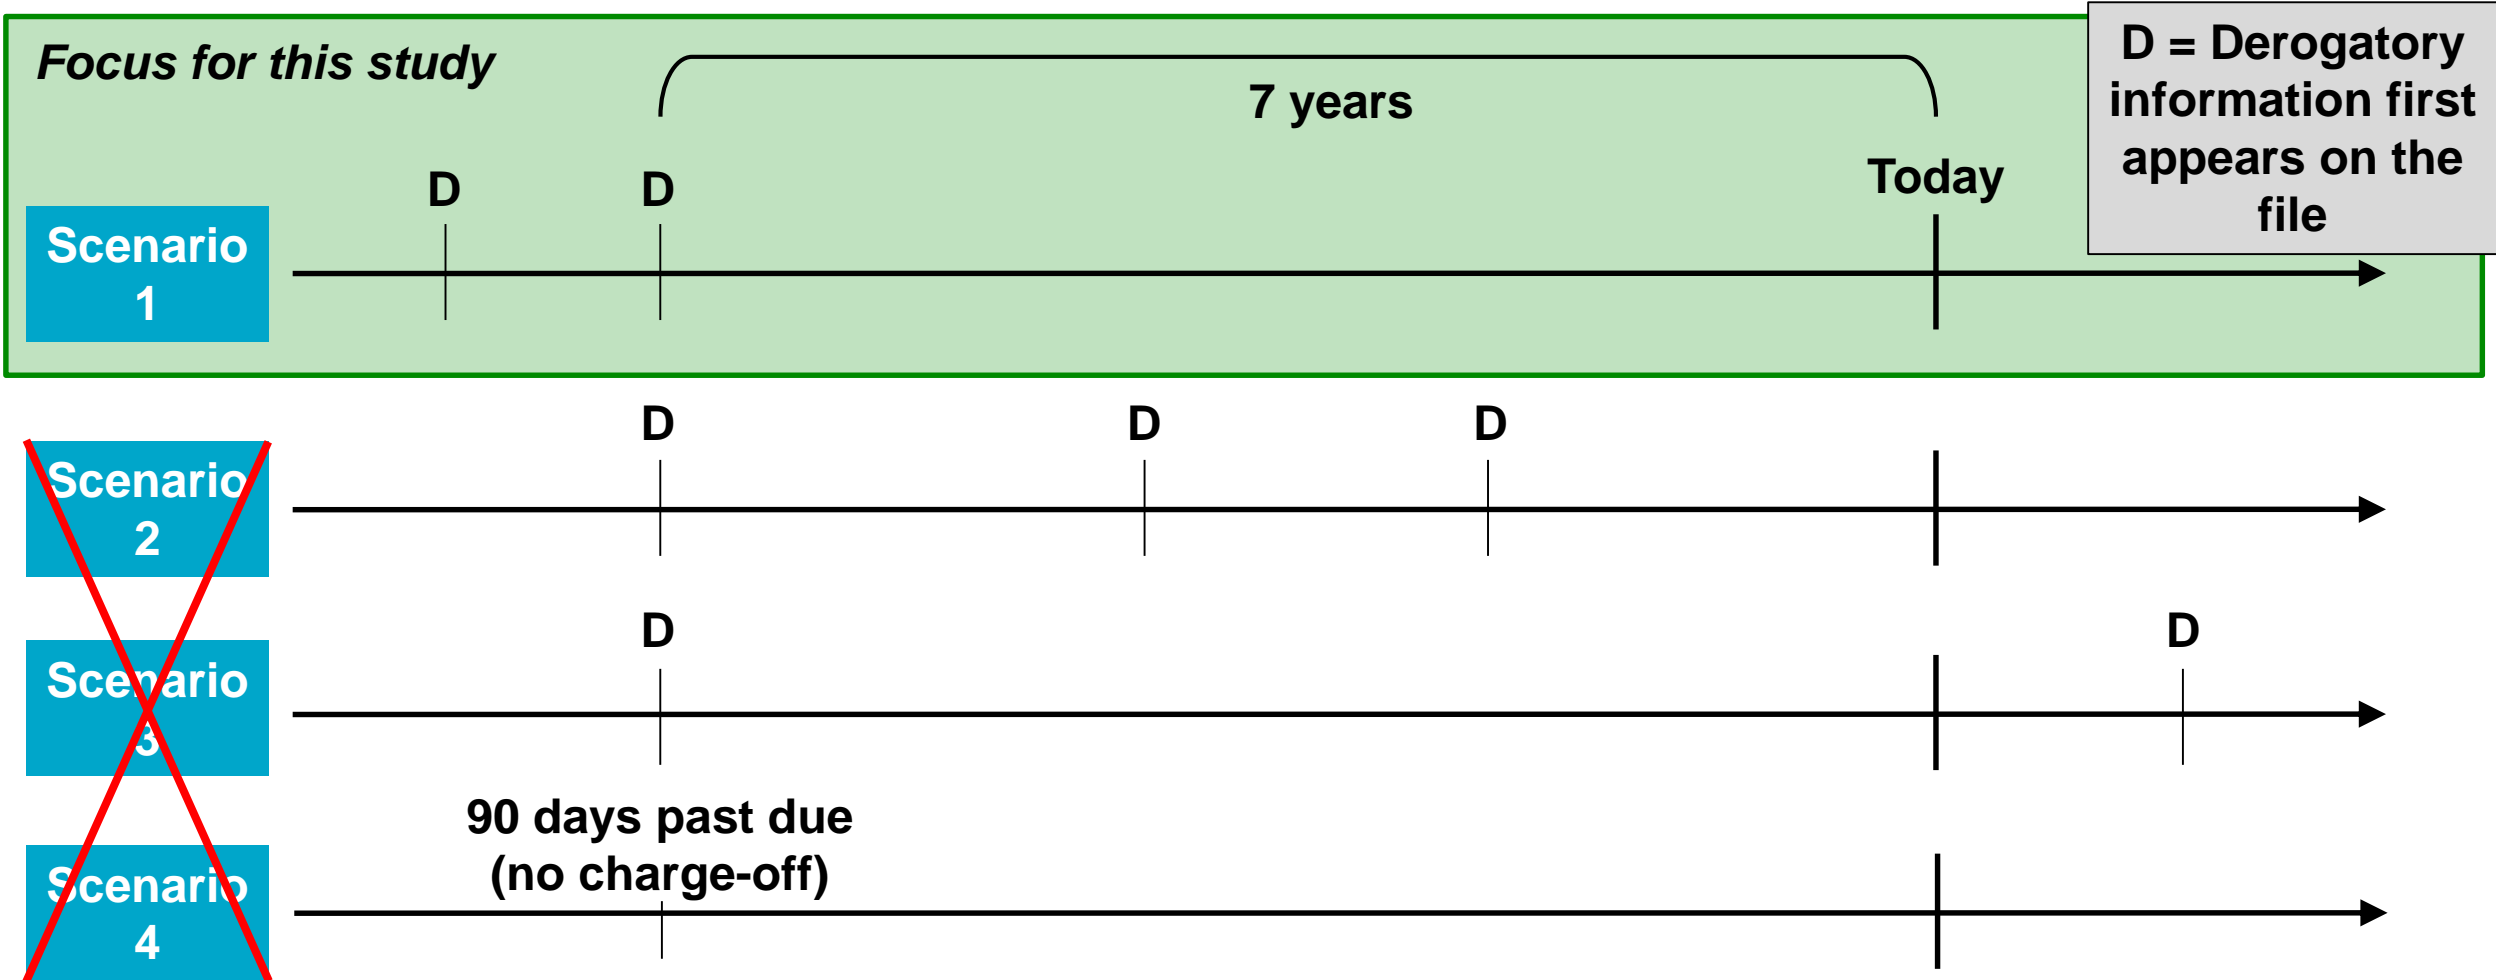 Focus for this study
7 years
D = Derogatory
information first
appears on the
file
D D
Today
Scenario
1
D D D
Scenario
2
D D
Scenario
3
90 days past due
(no charge-off)
Scenario
4